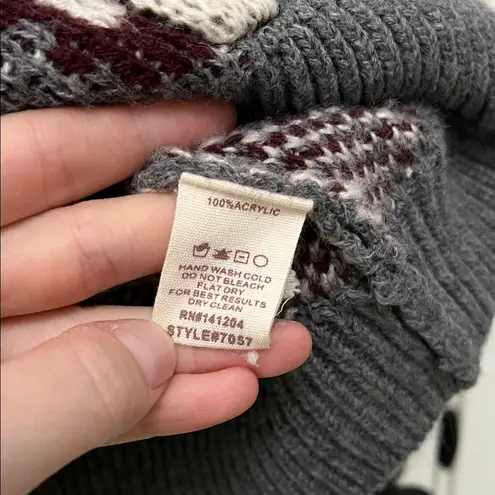 100%ACRYLIC
HAND WASH COLD
DO NOT BLEACH
FLAT DRY
FOR BEST RESULTS
DRY CLEAN
RN#141204
STYLE#7057